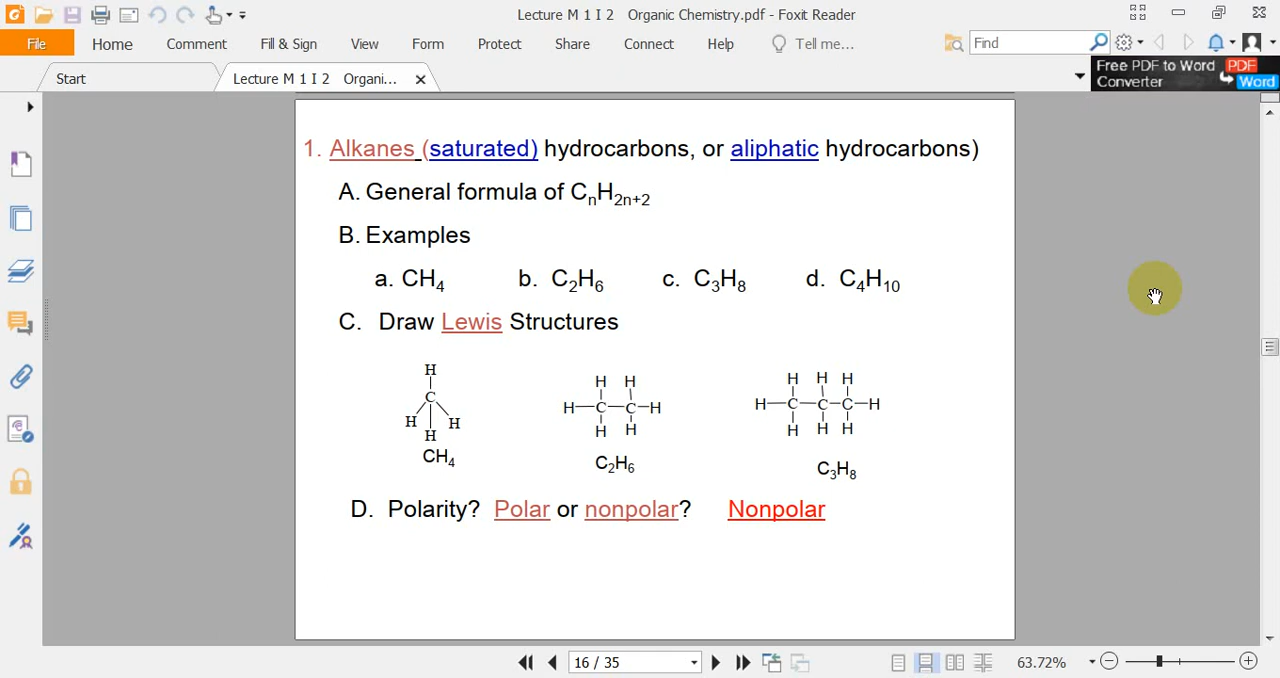 Lecture M 1 I 2 Organic Chemistry.pdf - Foxit Reader
File Home Comment Fill & Sign View Form Protect Share Connect Help Tell me... Find
Start Lecture M 1 I 2 Organi... Free PDF to Word PDF
Converter Word
1. Alkanes (saturated) hydrocarbons, or aliphatic hydrocarbons)
A. General formula of CₙH₂ₙ₊₂
B. Examples
a. CH₄ b. C₂H₆ c. C₃H₈ d. C₄H₁₀
C. Draw Lewis Structures
H
C
H H
H
CH₄
H H
H—C—C—H
H H
C₂H₆
H H H
H—C—C—C—H
H H H
C₃H₈
D. Polarity? Polar or nonpolar? Nonpolar
16 / 35 63.72%